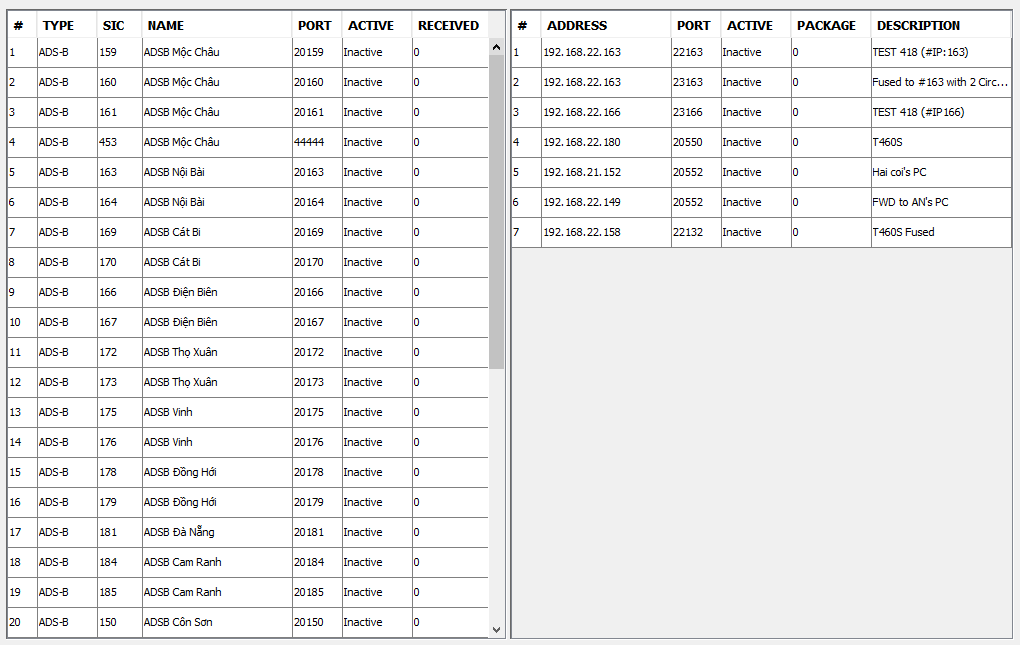 # TYPE SIC NAME PORT ACTIVE RECEIVED
1 ADS-B 159 ADSB Mộc Châu 20159 Inactive 0
2 ADS-B 160 ADSB Mộc Châu 20160 Inactive 0
3 ADS-B 161 ADSB Mộc Châu 20161 Inactive 0
4 ADS-B 453 ADSB Mộc Châu 44444 Inactive 0
5 ADS-B 163 ADSB Nội Bài 20163 Inactive 0
6 ADS-B 164 ADSB Nội Bài 20164 Inactive 0
7 ADS-B 169 ADSB Cát Bi 20169 Inactive 0
8 ADS-B 170 ADSB Cát Bi 20170 Inactive 0
9 ADS-B 166 ADSB Điện Biên 20166 Inactive 0
10 ADS-B 167 ADSB Điện Biên 20167 Inactive 0
11 ADS-B 172 ADSB Thọ Xuân 20172 Inactive 0
12 ADS-B 173 ADSB Thọ Xuân 20173 Inactive 0
13 ADS-B 175 ADSB Vinh 20175 Inactive 0
14 ADS-B 176 ADSB Vinh 20176 Inactive 0
15 ADS-B 178 ADSB Đồng Hới 20178 Inactive 0
16 ADS-B 179 ADSB Đồng Hới 20179 Inactive 0
17 ADS-B 181 ADSB Đà Nẵng 20181 Inactive 0
18 ADS-B 184 ADSB Cam Ranh 20184 Inactive 0
19 ADS-B 185 ADSB Cam Ranh 20185 Inactive 0
20 ADS-B 150 ADSB Côn Sơn 20150 Inactive 0
# ADDRESS PORT ACTIVE PACKAGE DESCRIPTION
1 192.168.22.163 22163 Inactive 0 TEST 418 (#IP:163)
2 192.168.22.163 23163 Inactive 0 Fused to #163 with 2 Circ...
3 192.168.22.166 23166 Inactive 0 TEST 418 (#IP166)
4 192.168.22.180 20550 Inactive 0 T460S
5 192.168.21.152 20552 Inactive 0 Hai coi's PC
6 192.168.22.149 20552 Inactive 0 FWD to AN's PC
7 192.168.22.158 22132 Inactive 0 T460S Fused